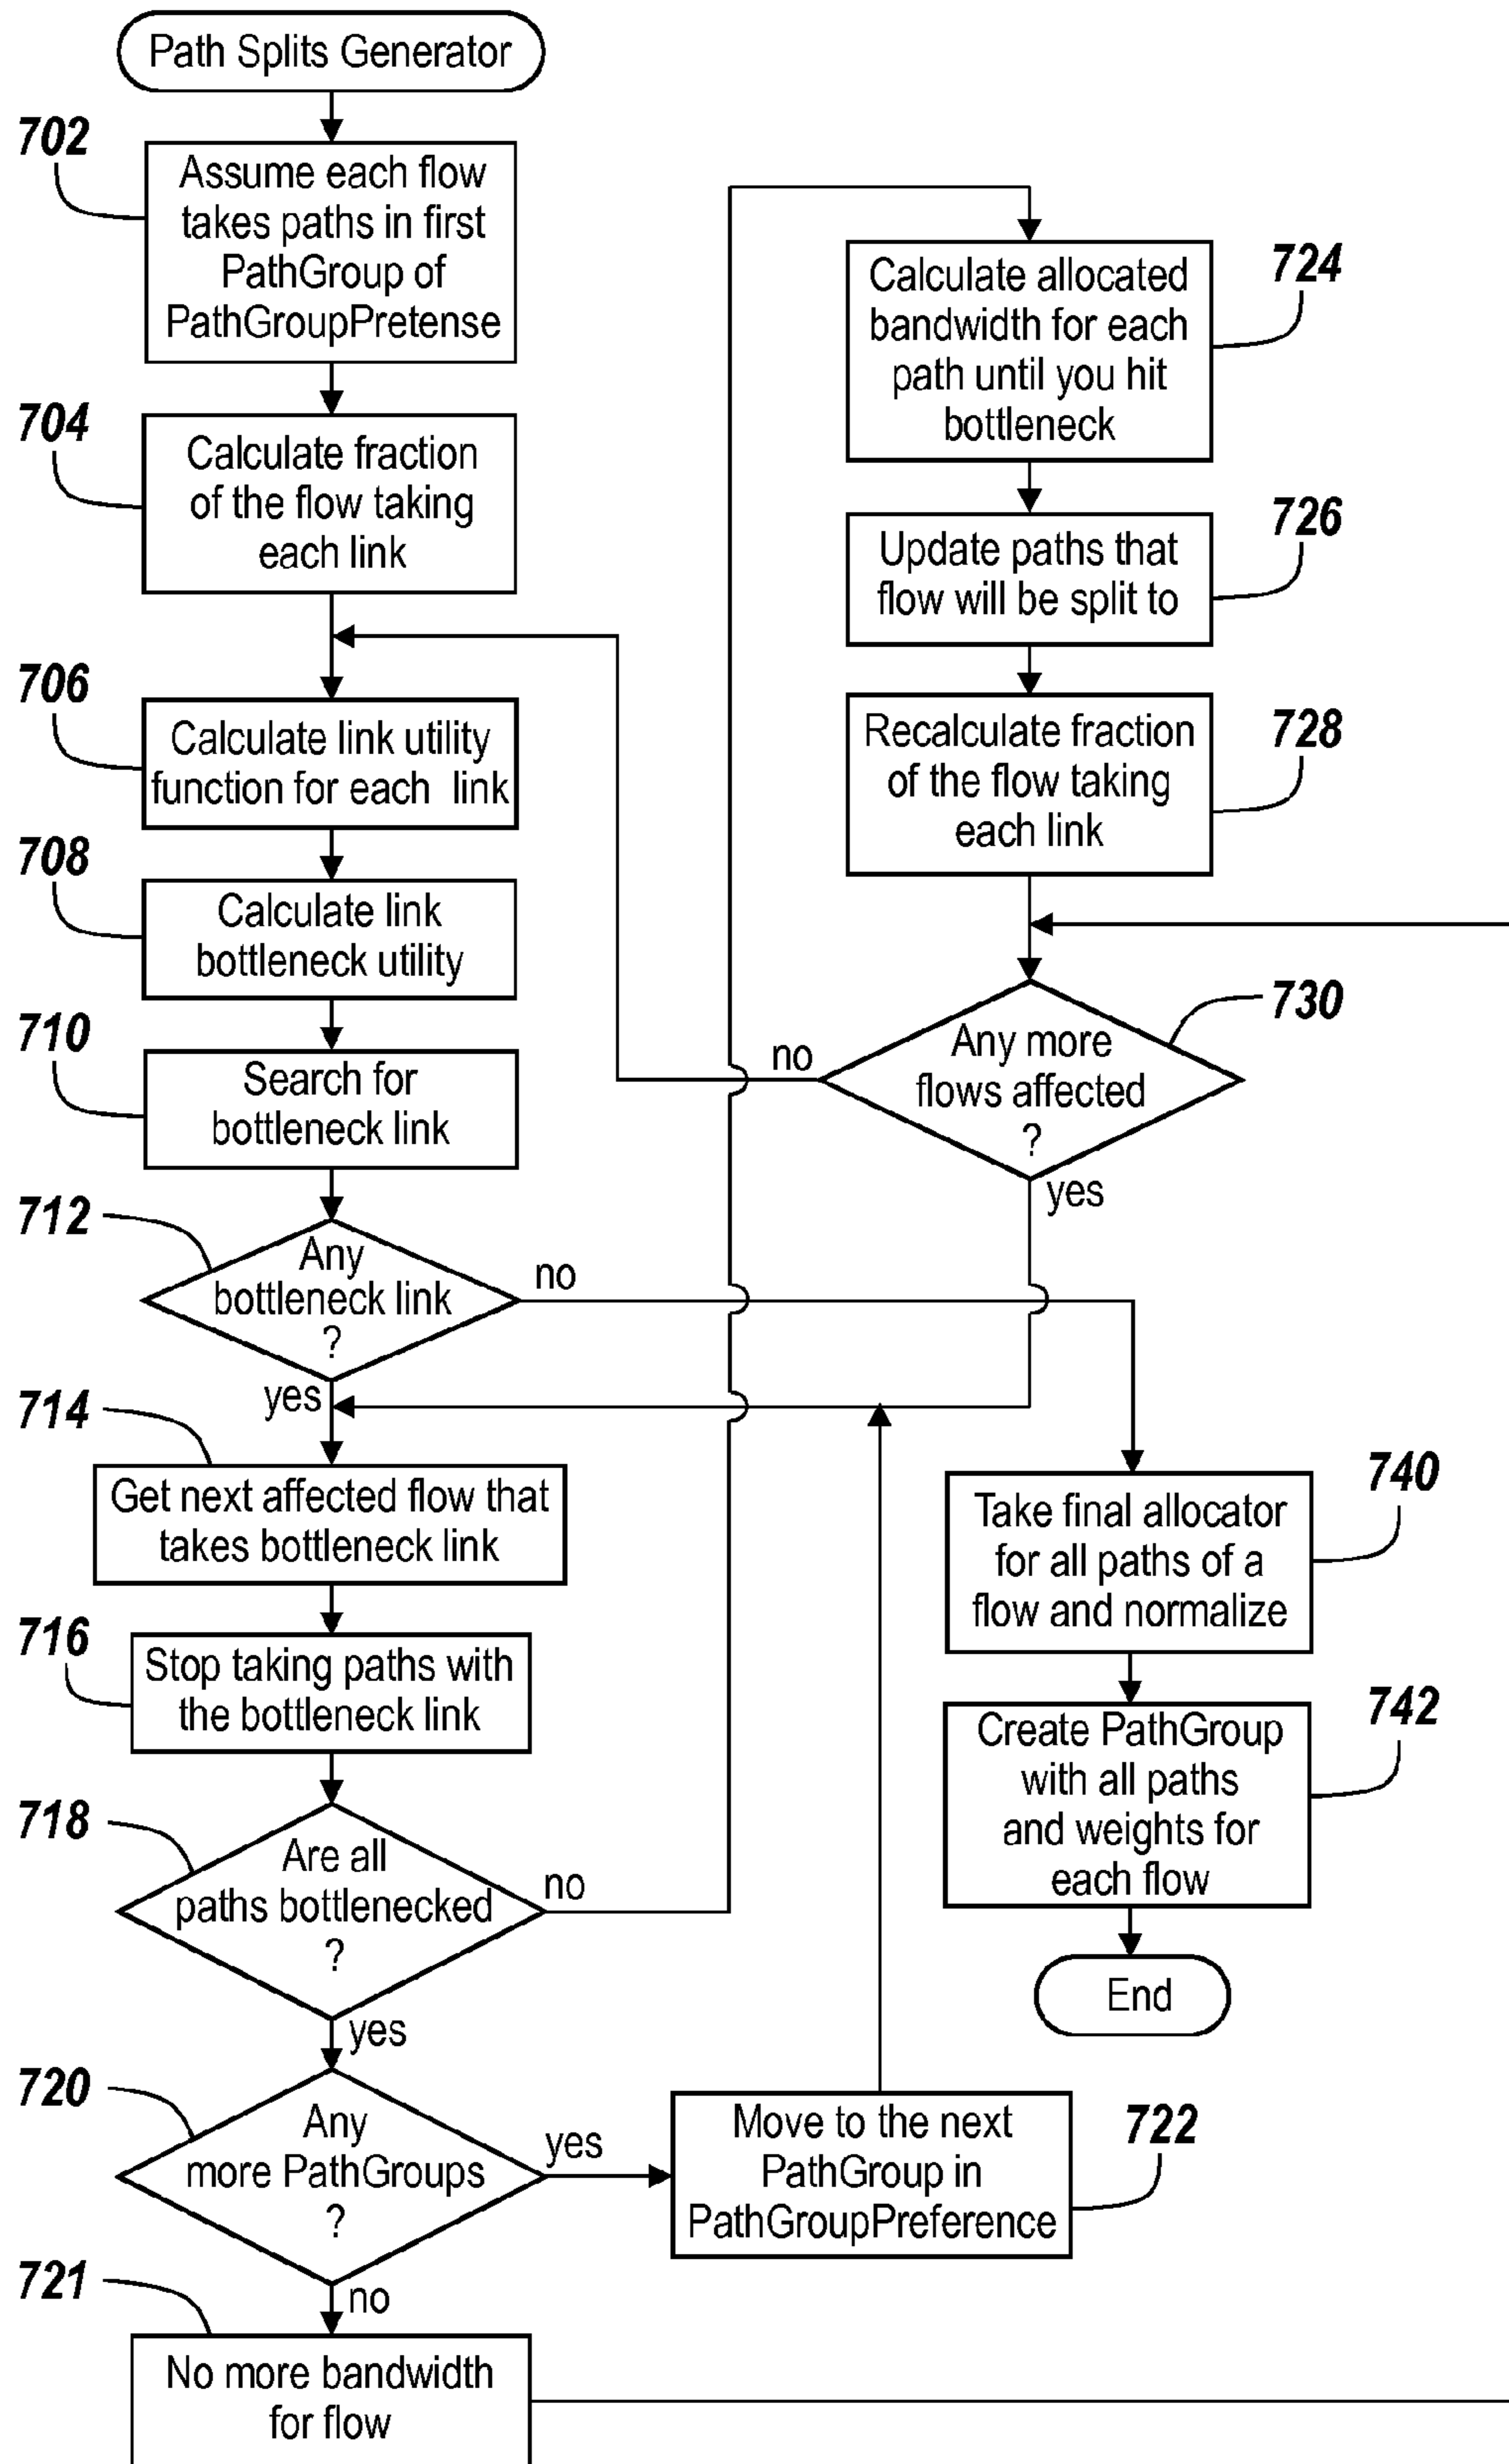 Path Splits Generator
702
Assume each flow
takes paths in first
PathGroup of
PathGroupPretense
704
Calculate fraction
of the flow taking
each link
706
Calculate link utility
function for each link
708
Calculate link
bottleneck utility
710
Search for
bottleneck link
712
Any
bottleneck link
?
no
yes
714
Get next affected flow that
takes bottleneck link
716
Stop taking paths with
the bottleneck link
718
Are all
paths bottlenecked
?
no
yes
720
Any
more PathGroups
?
yes
no
721
No more bandwidth
for flow
722
Move to the next
PathGroup in
PathGroupPreference
724
Calculate allocated
bandwidth for each
path until you hit
bottleneck
726
Update paths that
flow will be split to
728
Recalculate fraction
of the flow taking
each link
730
Any more
flows affected
?
no
yes
740
Take final allocator
for all paths of a
flow and normalize
742
Create PathGroup
with all paths
and weights for
each flow
End